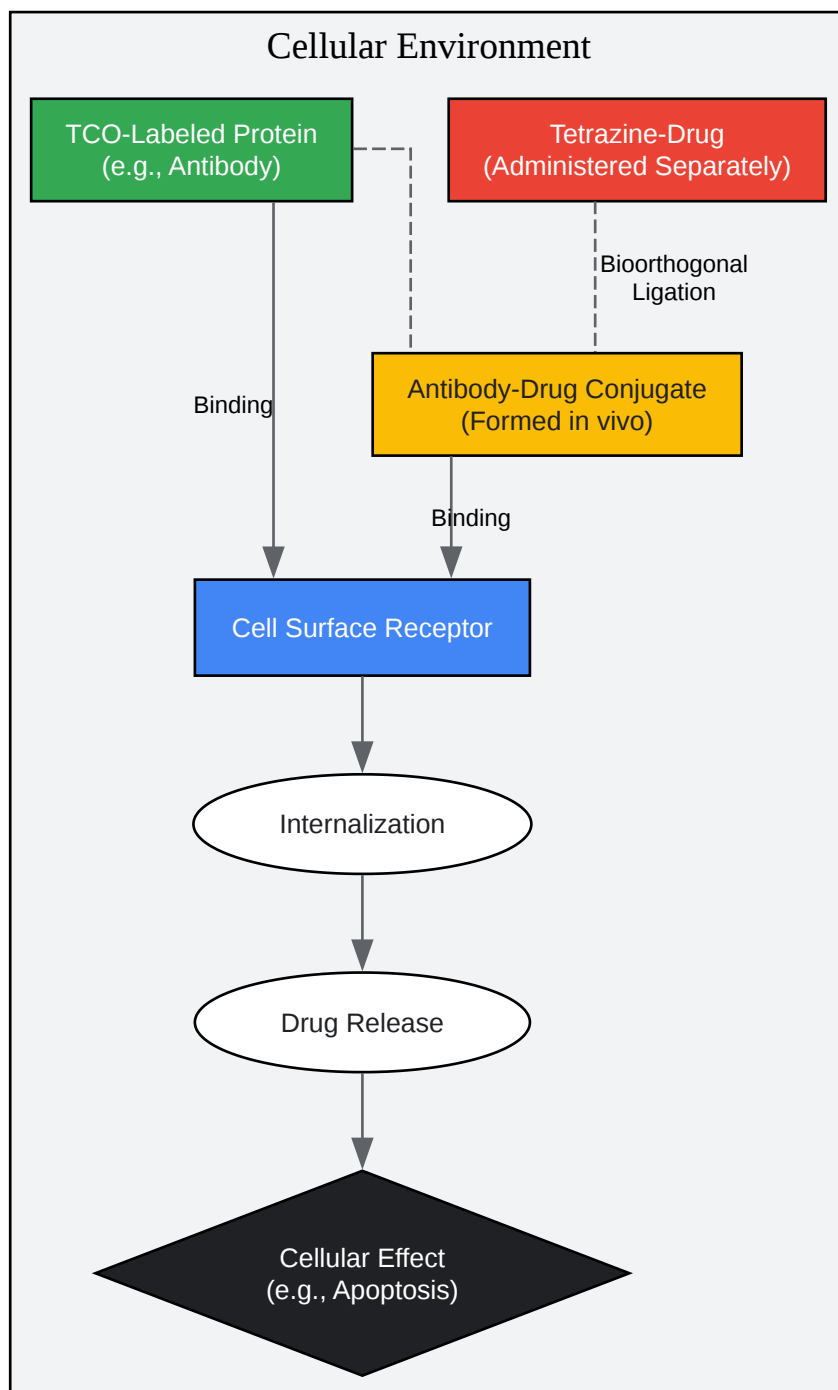 Cellular Environment
TCO-Labeled Protein
(e.g., Antibody)
Tetrazine-Drug
(Administered Separately)
Bioorthogonal
Ligation
Antibody-Drug Conjugate
(Formed in vivo)
Binding
Binding
Cell Surface Receptor
Internalization
Drug Release
Cellular Effect
(e.g., Apoptosis)